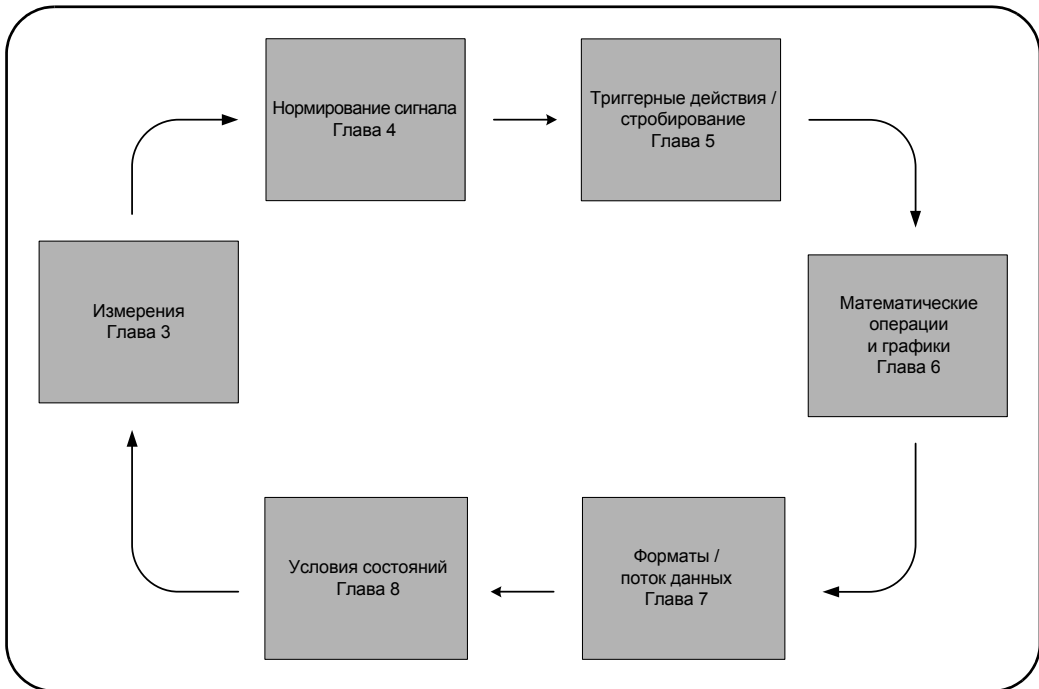 Нормирование сигнала
Глава 4
Триггерные действия /
стробирование
Глава 5
Измерения
Глава 3
Математические
операции
и графики
Глава 6
Условия состояний
Глава 8
Форматы /
поток данных
Глава 7